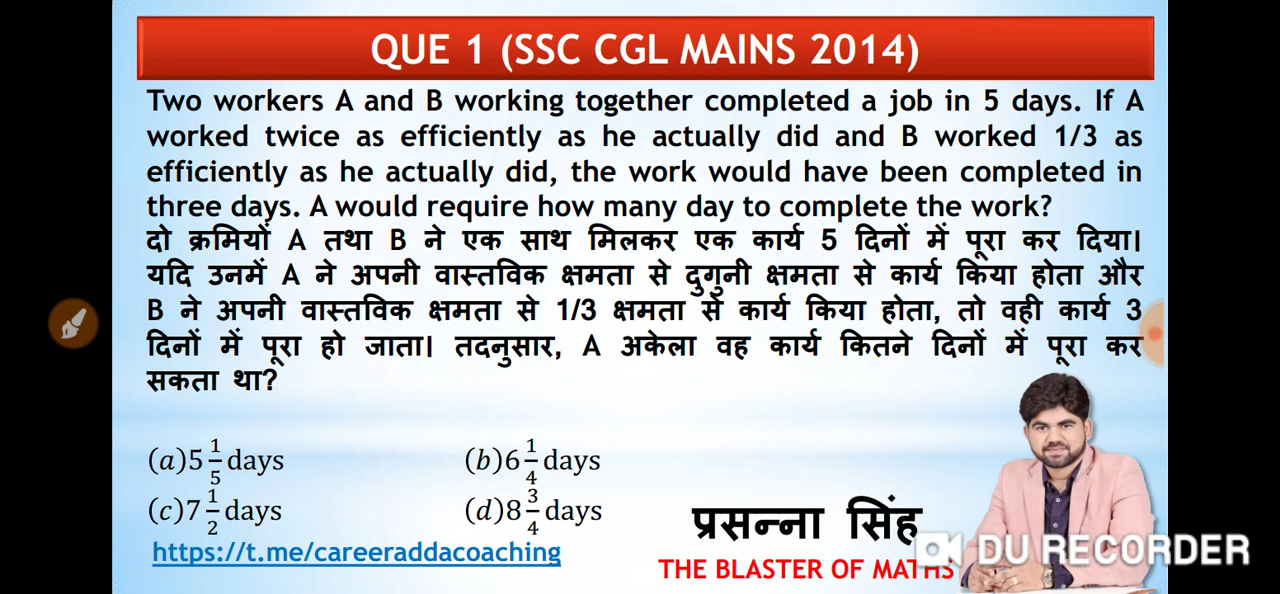 QUE 1 (SSC CGL MAINS 2014)
Two workers A and B working together completed a job in 5 days. If A
worked twice as efficiently as he actually did and B worked 1/3 as
efficiently as he actually did, the work would have been completed in
three days. A would require how many day to complete the work?
दो क्रमियों A तथा B ने एक साथ मिलकर एक कार्य 5 दिनों में पूरा कर दिया।
यदि उनमें A ने अपनी वास्तविक क्षमता से दुगुनी क्षमता से कार्य किया होता और
B ने अपनी वास्तविक क्षमता से 1/3 क्षमता से कार्य किया होता, तो वही कार्य 3
दिनों में पूरा हो जाता। तदनुसार, A अकेला वह कार्य कितने दिनों में पूरा कर
सकता था?
(a)5 1/5 days (b)6 1/4 days
(c)7 1/2 days (d)8 3/4 days
https://t.me/careeraddacoaching
प्रसन्ना सिंह
DU RECORDER
THE BLASTER OF MATHS